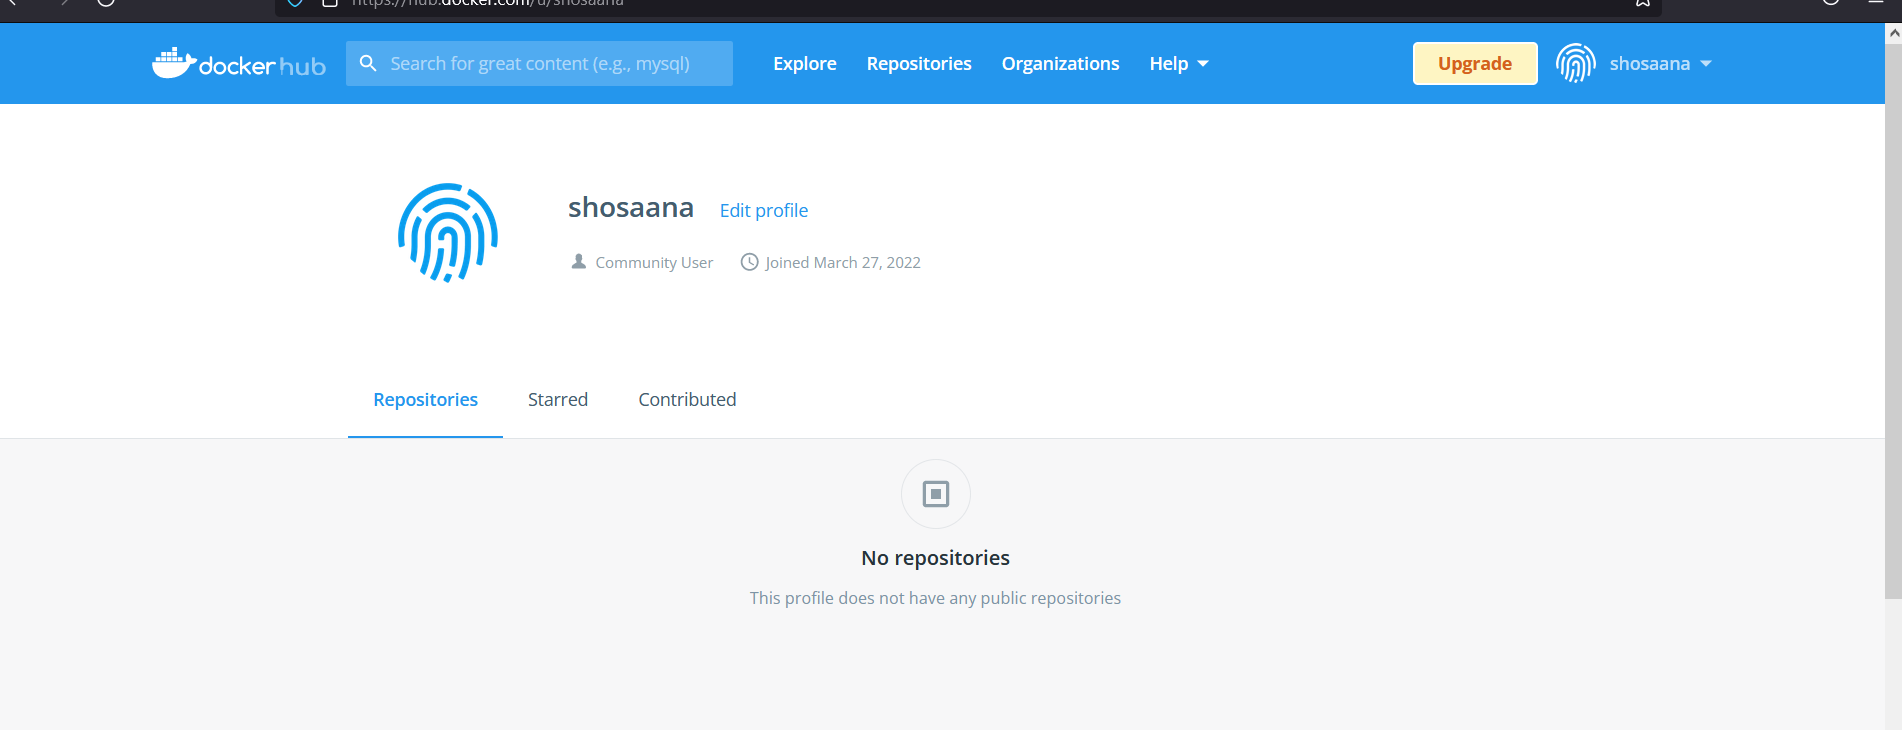 https://hub.docker.com/u/shosaana
docker hub
Search for great content (e.g., mysql)
Explore
Repositories
Organizations
Help
Upgrade
shosaana
shosaana
Edit profile
Community User
Joined March 27, 2022
Repositories
Starred
Contributed
No repositories
This profile does not have any public repositories